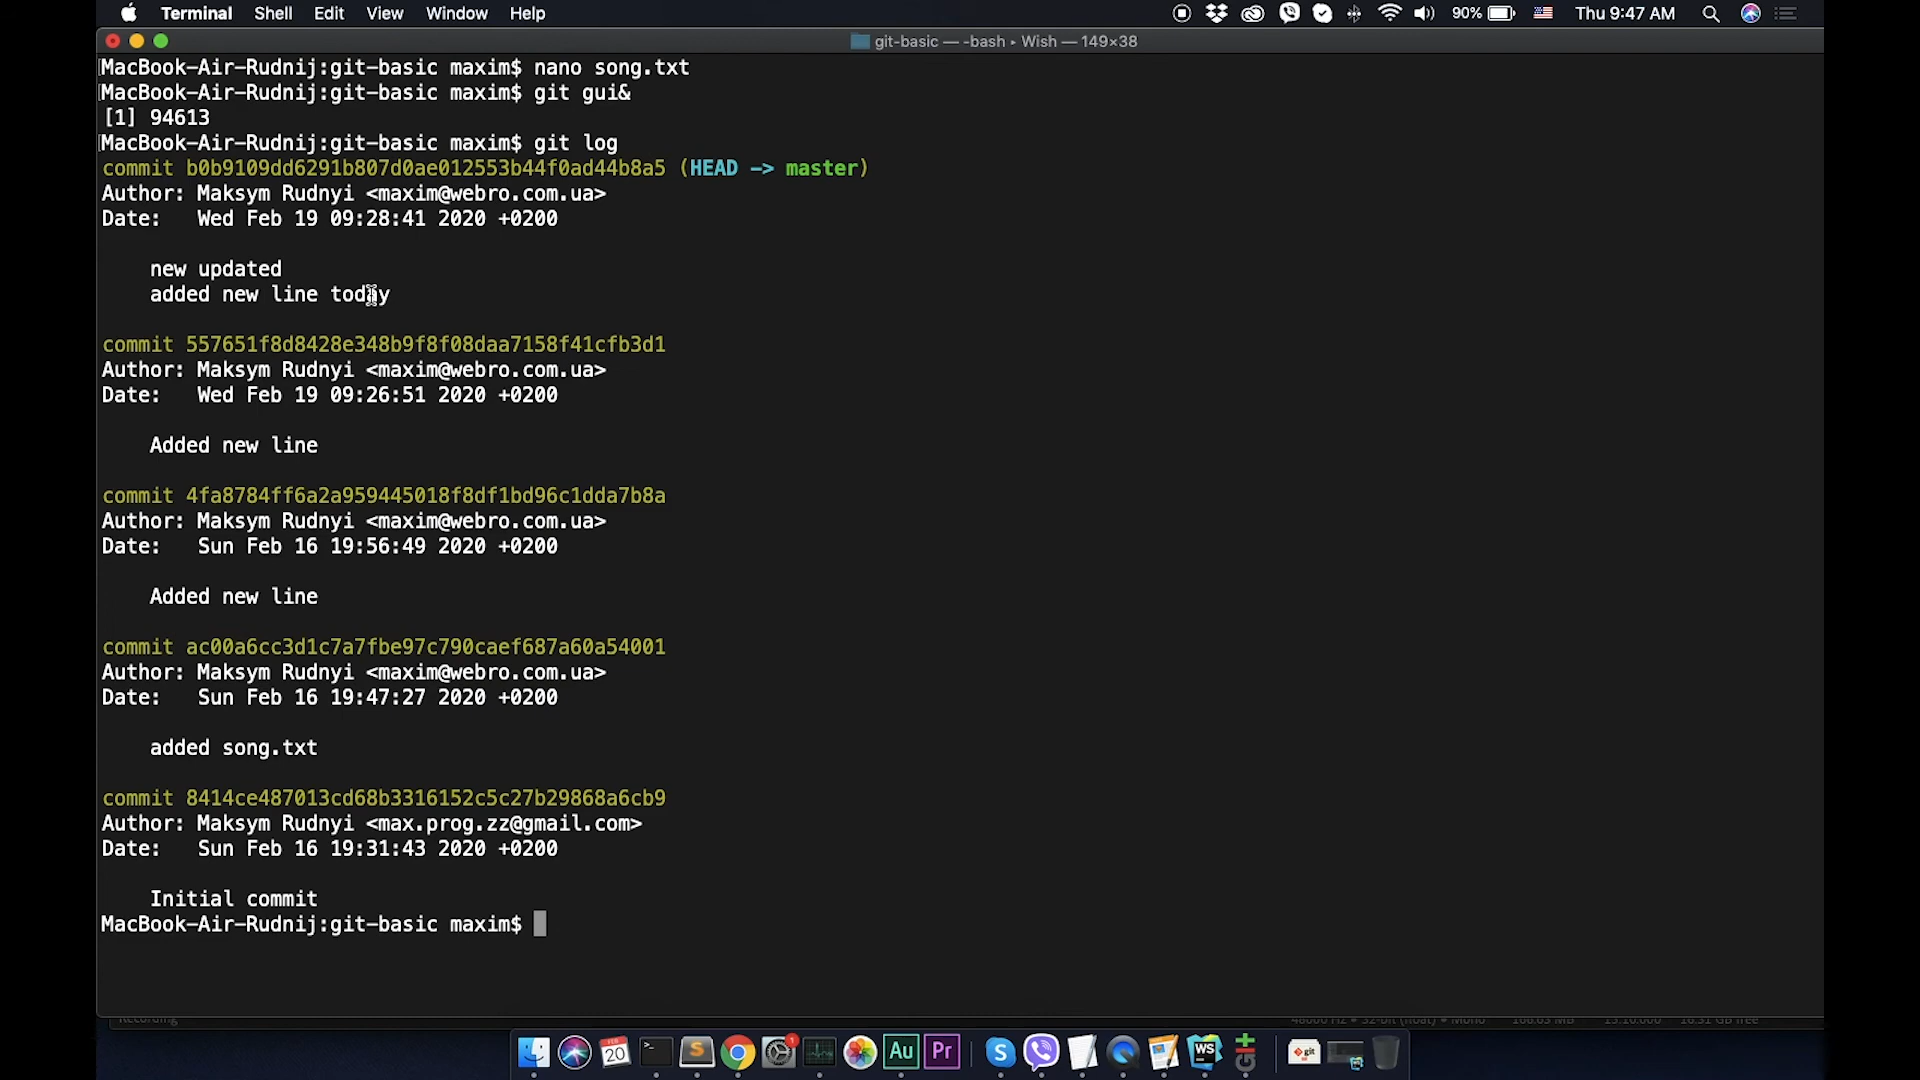 Terminal Shell Edit View Window Help 90% Thu 9:47 AM
git-basic — -bash ▸ Wish — 149×38
MacBook-Air-Rudnij:git-basic maxim$ nano song.txt
MacBook-Air-Rudnij:git-basic maxim$ git gui&
[1] 94613
MacBook-Air-Rudnij:git-basic maxim$ git log
commit b0b9109dd6291b807d0ae012553b44f0ad44b8a5 (HEAD -> master)
Author: Maksym Rudnyi <maxim@webro.com.ua>
Date:   Wed Feb 19 09:28:41 2020 +0200
new updated
added new line today
commit 557651f8d8428e348b9f8f08daa7158f41cfb3d1
Author: Maksym Rudnyi <maxim@webro.com.ua>
Date:   Wed Feb 19 09:26:51 2020 +0200
Added new line
commit 4fa8784ff6a2a959445018f8df1bd96c1dda7b8a
Author: Maksym Rudnyi <maxim@webro.com.ua>
Date:   Sun Feb 16 19:56:49 2020 +0200
Added new line
commit ac00a6cc3d1c7a7fbe97c790caef687a60a54001
Author: Maksym Rudnyi <maxim@webro.com.ua>
Date:   Sun Feb 16 19:47:27 2020 +0200
added song.txt
commit 8414ce487013cd68b3316152c5c27b29868a6cb9
Author: Maksym Rudnyi <max.prog.zz@gmail.com>
Date:   Sun Feb 16 19:31:43 2020 +0200
Initial commit
MacBook-Air-Rudnij:git-basic maxim$
FEB 20 S 1 Au Pr S WS GIT git